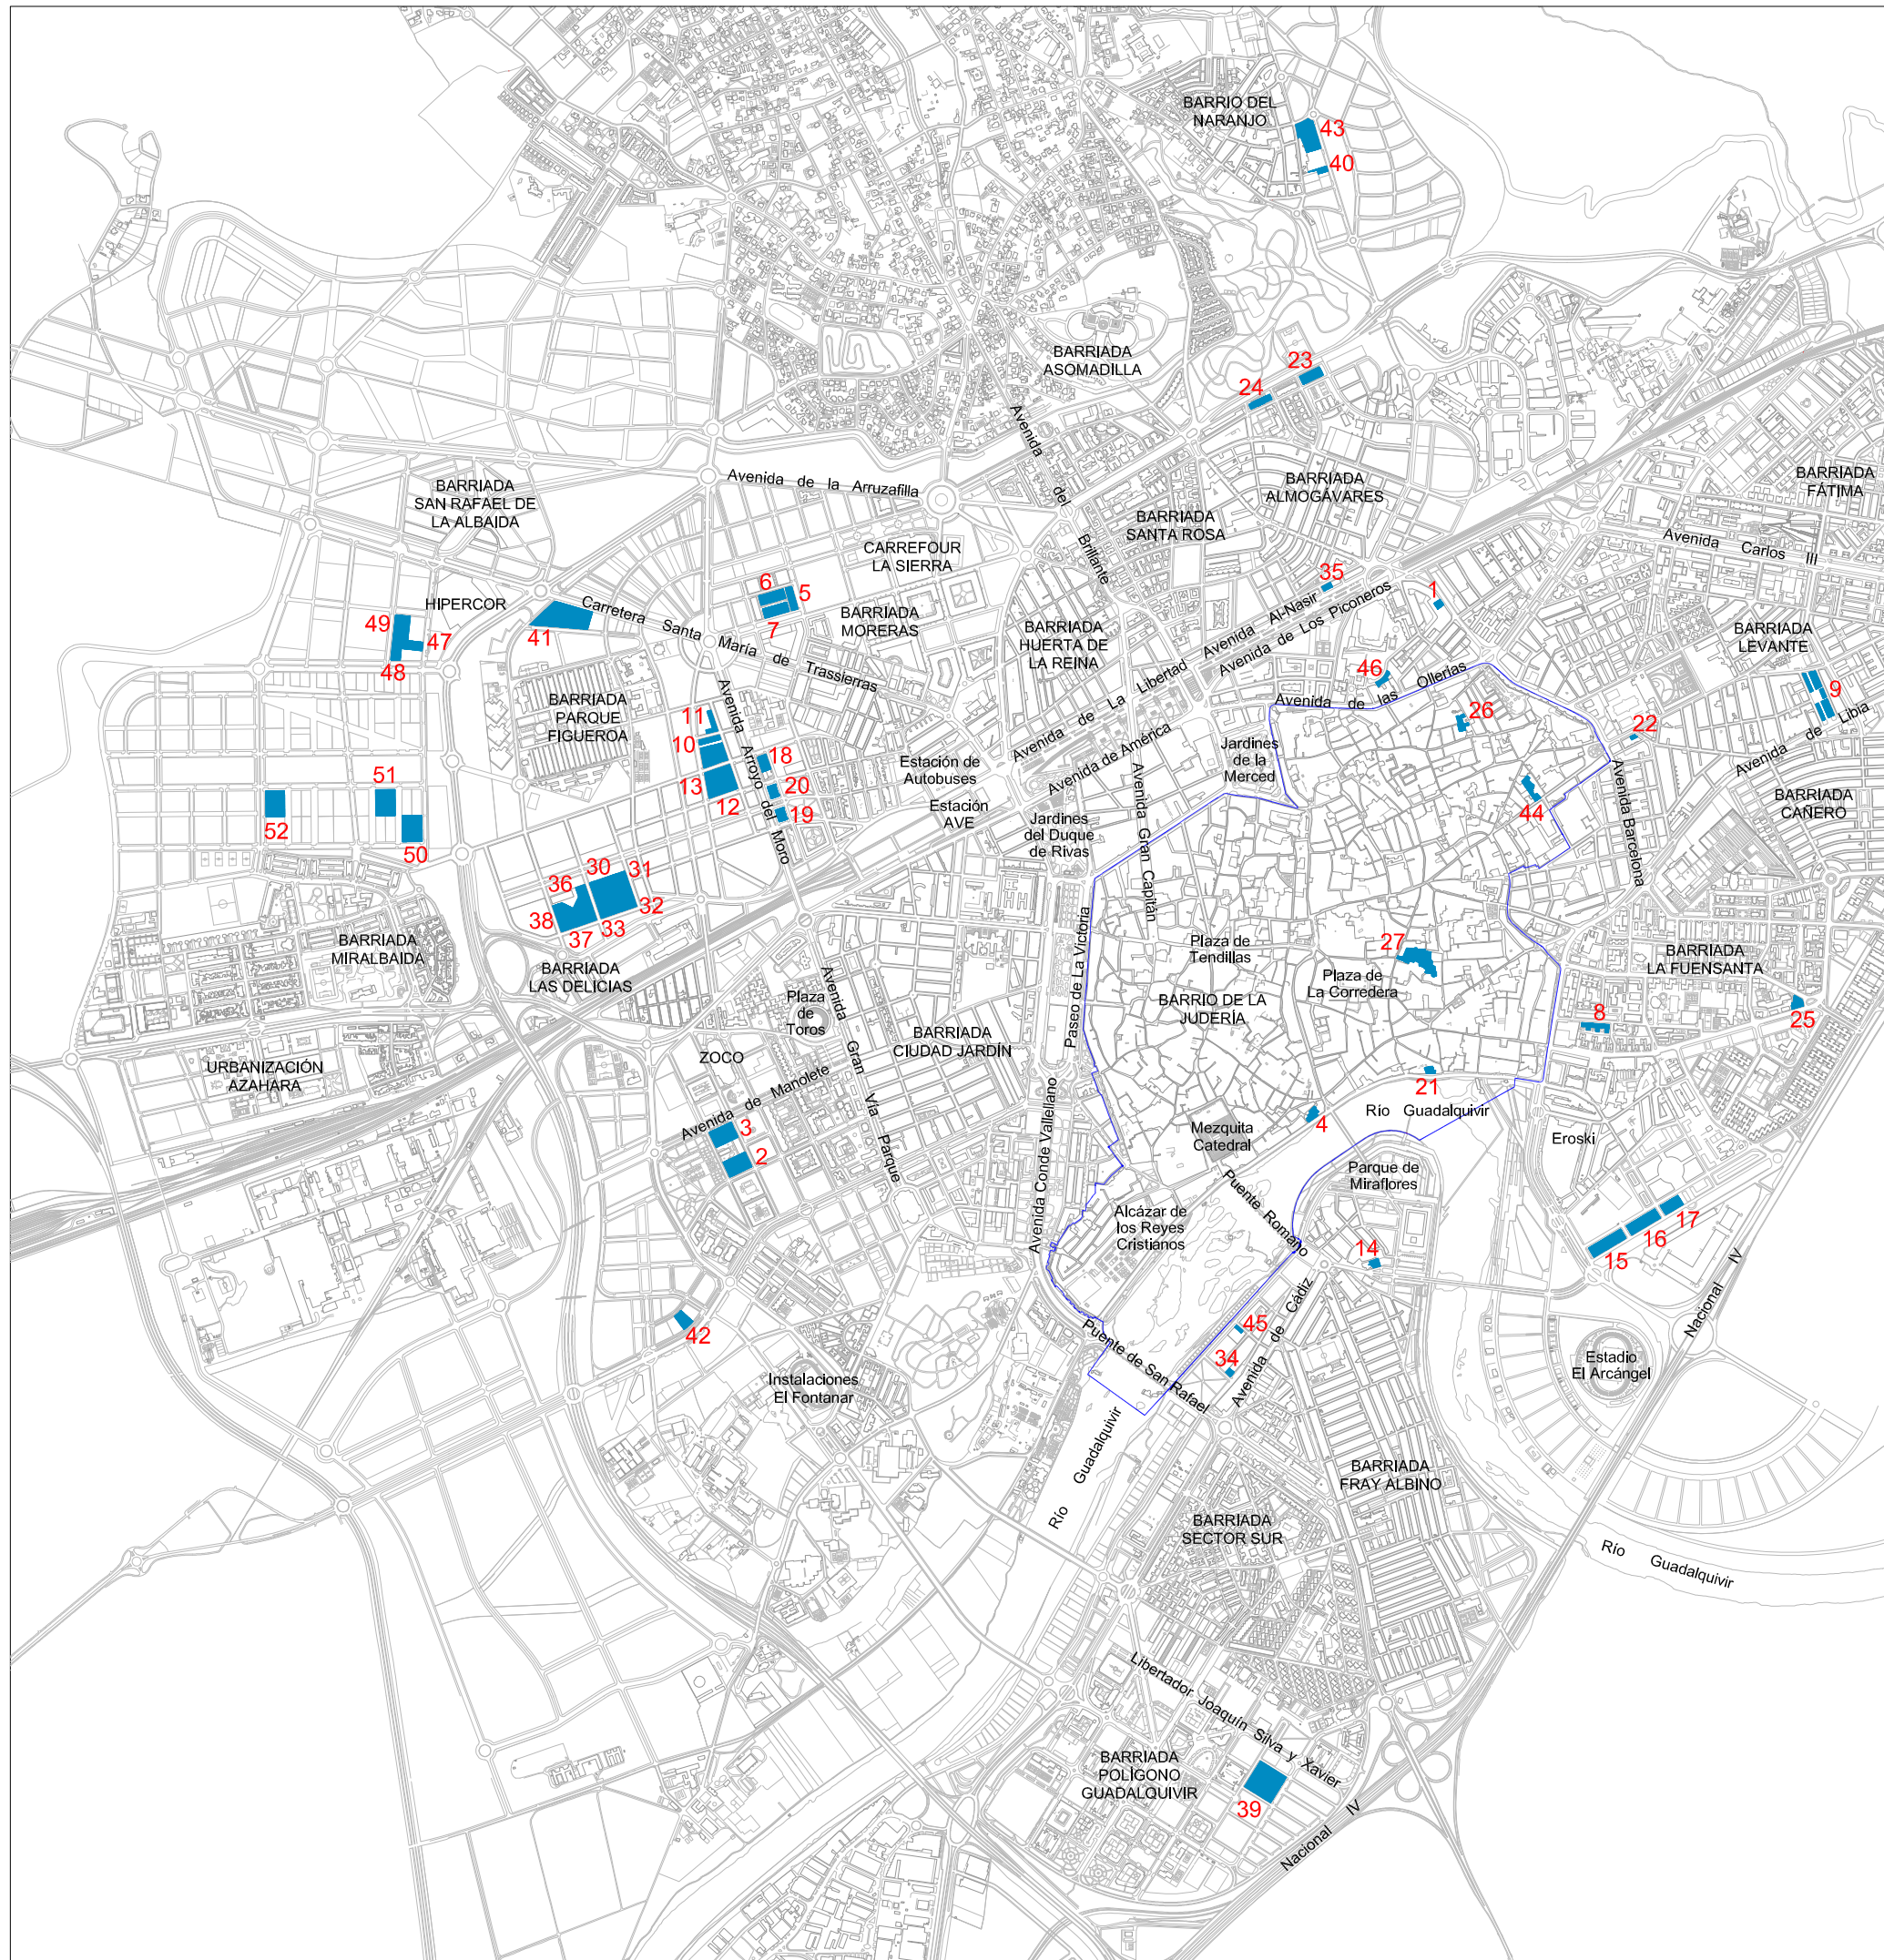 BARRIO DEL
NARANJO
43
40
BARRIADA
ASOMADILLA
23
24
Avenida del Brillante
BARRIADA
SAN RAFAEL DE
LA ALBAIDA
Avenida de la Arruzafilla
BARRIADA
ALMOGÁVARES
BARRIADA
FÁTIMA
BARRIADA
SANTA ROSA
CARREFOUR
LA SIERRA
Avenida Carlos III
6
5
7
35
1
HIPERCOR
49
47
48
41
Carretera Santa María de Trassierras
BARRIADA
MORERAS
BARRIADA
HUERTA DE
LA REINA
Avenida Al-Nasir
Avenida de Los Piconeros
BARRIADA
LEVANTE
46
Avenida de La Libertad
Avenida de las Ollerías
9
BARRIADA
PARQUE
FIGUEROA
11
10
Avenida Arroyo del Moro
26
22
Avenida de Libia
18
Estación de
Autobuses
Avenida de América
Jardines
de la
Merced
13
12
20
19
Estación
AVE
Avenida Gran Capitán
51
52
50
44
Avenida Barcelona
BARRIADA
CAÑERO
Jardines
del Duque
de Rivas
30
31
36
32
38
37
33
BARRIADA
MIRALBAIDA
BARRIADA
LAS DELICIAS
Plaza de
Tendillas
27
Plaza de
La Corredera
BARRIADA
LA FUENSANTA
Paseo de La Victoria
Plaza
de
Toros
Avenida Gran Vía Parque
BARRIO DE LA
JUDERÍA
8
25
BARRIADA
CIUDAD JARDÍN
ZOCO
URBANIZACIÓN
AZAHARA
Avenida de Manolete
21
Río Guadalquivir
4
3
2
Mezquita
Catedral
Eroski
Avenida Conde Vallellano
Parque de
Miraflores
Puente Romano
Alcázar de
los Reyes
Cristianos
17
16
15
14
Nacional IV
42
45
34
Avenida de Cádiz
Puente de San Rafael
Estadio
El Arcángel
Instalaciones
El Fontanar
Río Guadalquivir
BARRIADA
FRAY ALBINO
BARRIADA
SECTOR SUR
Río Guadalquivir
Libertador Joaquín Silva y Xavier
BARRIADA
POLÍGONO
GUADALQUIVIR
39
Nacional IV